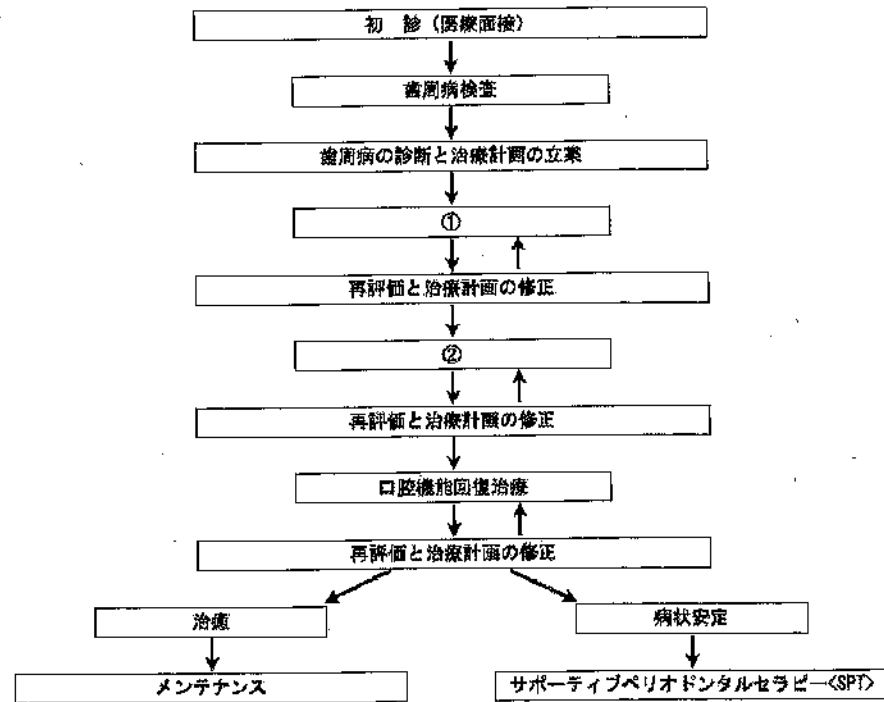 初 診（医療面接）
歯周病検査
歯周病の診断と治療計画の立案
①
再評価と治療計画の修正
②
再評価と治療計画の修正
口腔機能回復治療
再評価と治療計画の修正
治癒
病状安定
メンテナンス
サポーティブペリオドンタルセラピー<SPT>